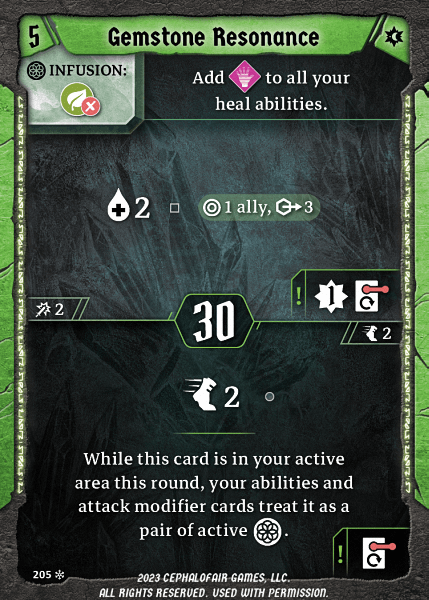 5
Gemstone Resonance
INFUSION:
Add to all your
heal abilities.
2
1 ally, 3
! 1
2
30
2
2
While this card is in your active
area this round, your abilities and
attack modifier cards treat it as a
pair of active .
!
205
2023 CEPHALOFAIR GAMES, LLC.
ALL RIGHTS RESERVED. USED WITH PERMISSION.